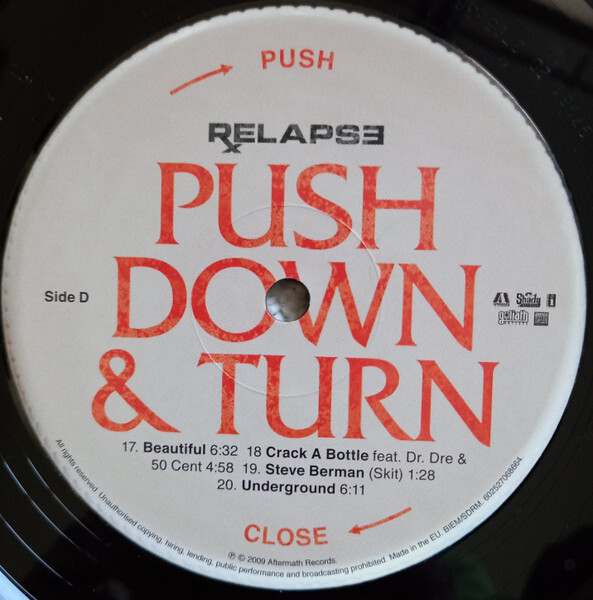 PUSH
RELAPSE
PUSH
DOWN
& TURN
Side D
Shady
goliath
17. Beautiful 6:32 18 Crack A Bottle feat. Dr. Dre &
50 Cent 4:58 19. Steve Berman (Skit) 1:28
20. Underground 6:11
CLOSE
℗ © 2009 Aftermath Records.
All rights reserved. Unauthorised copying, hiring, lending, public performance and broadcasting prohibited. Made in the EU. BIEM/SDRM. 602527068664